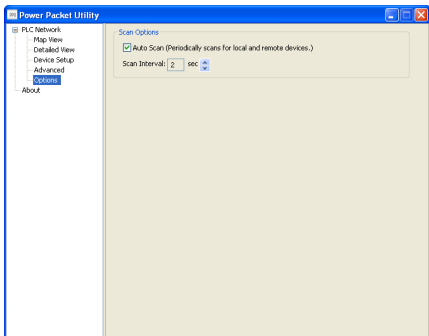 Power Packet Utility
PLC Network
Map View
Detailed View
Device Setup
Advanced
Options
About
Scan Options
Auto Scan (Periodically scans for local and remote devices.)
Scan Interval: 2 sec